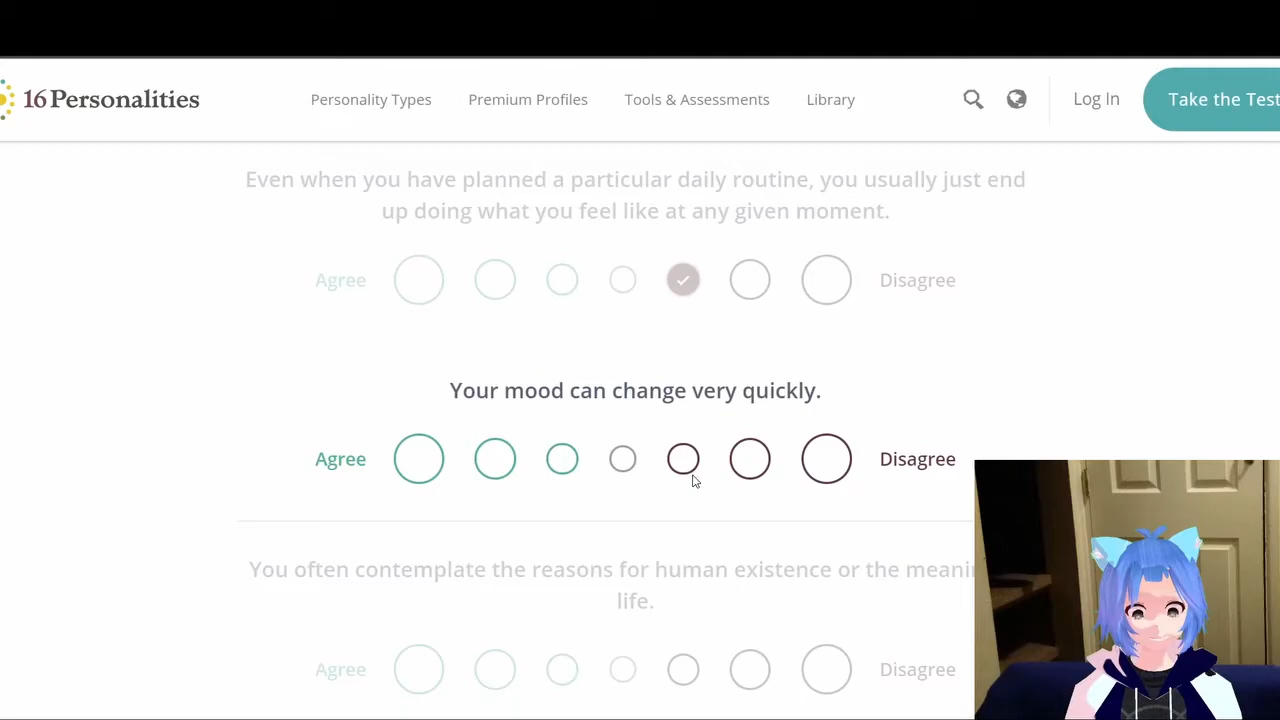 16Personalities
Personality Types
Premium Profiles
Tools & Assessments
Library
Log In
Take the Test
Even when you have planned a particular daily routine, you usually just end
up doing what you feel like at any given moment.
Agree
Disagree
Your mood can change very quickly.
Agree
Disagree
You often contemplate the reasons for human existence or the
life.
Agree
Disagree